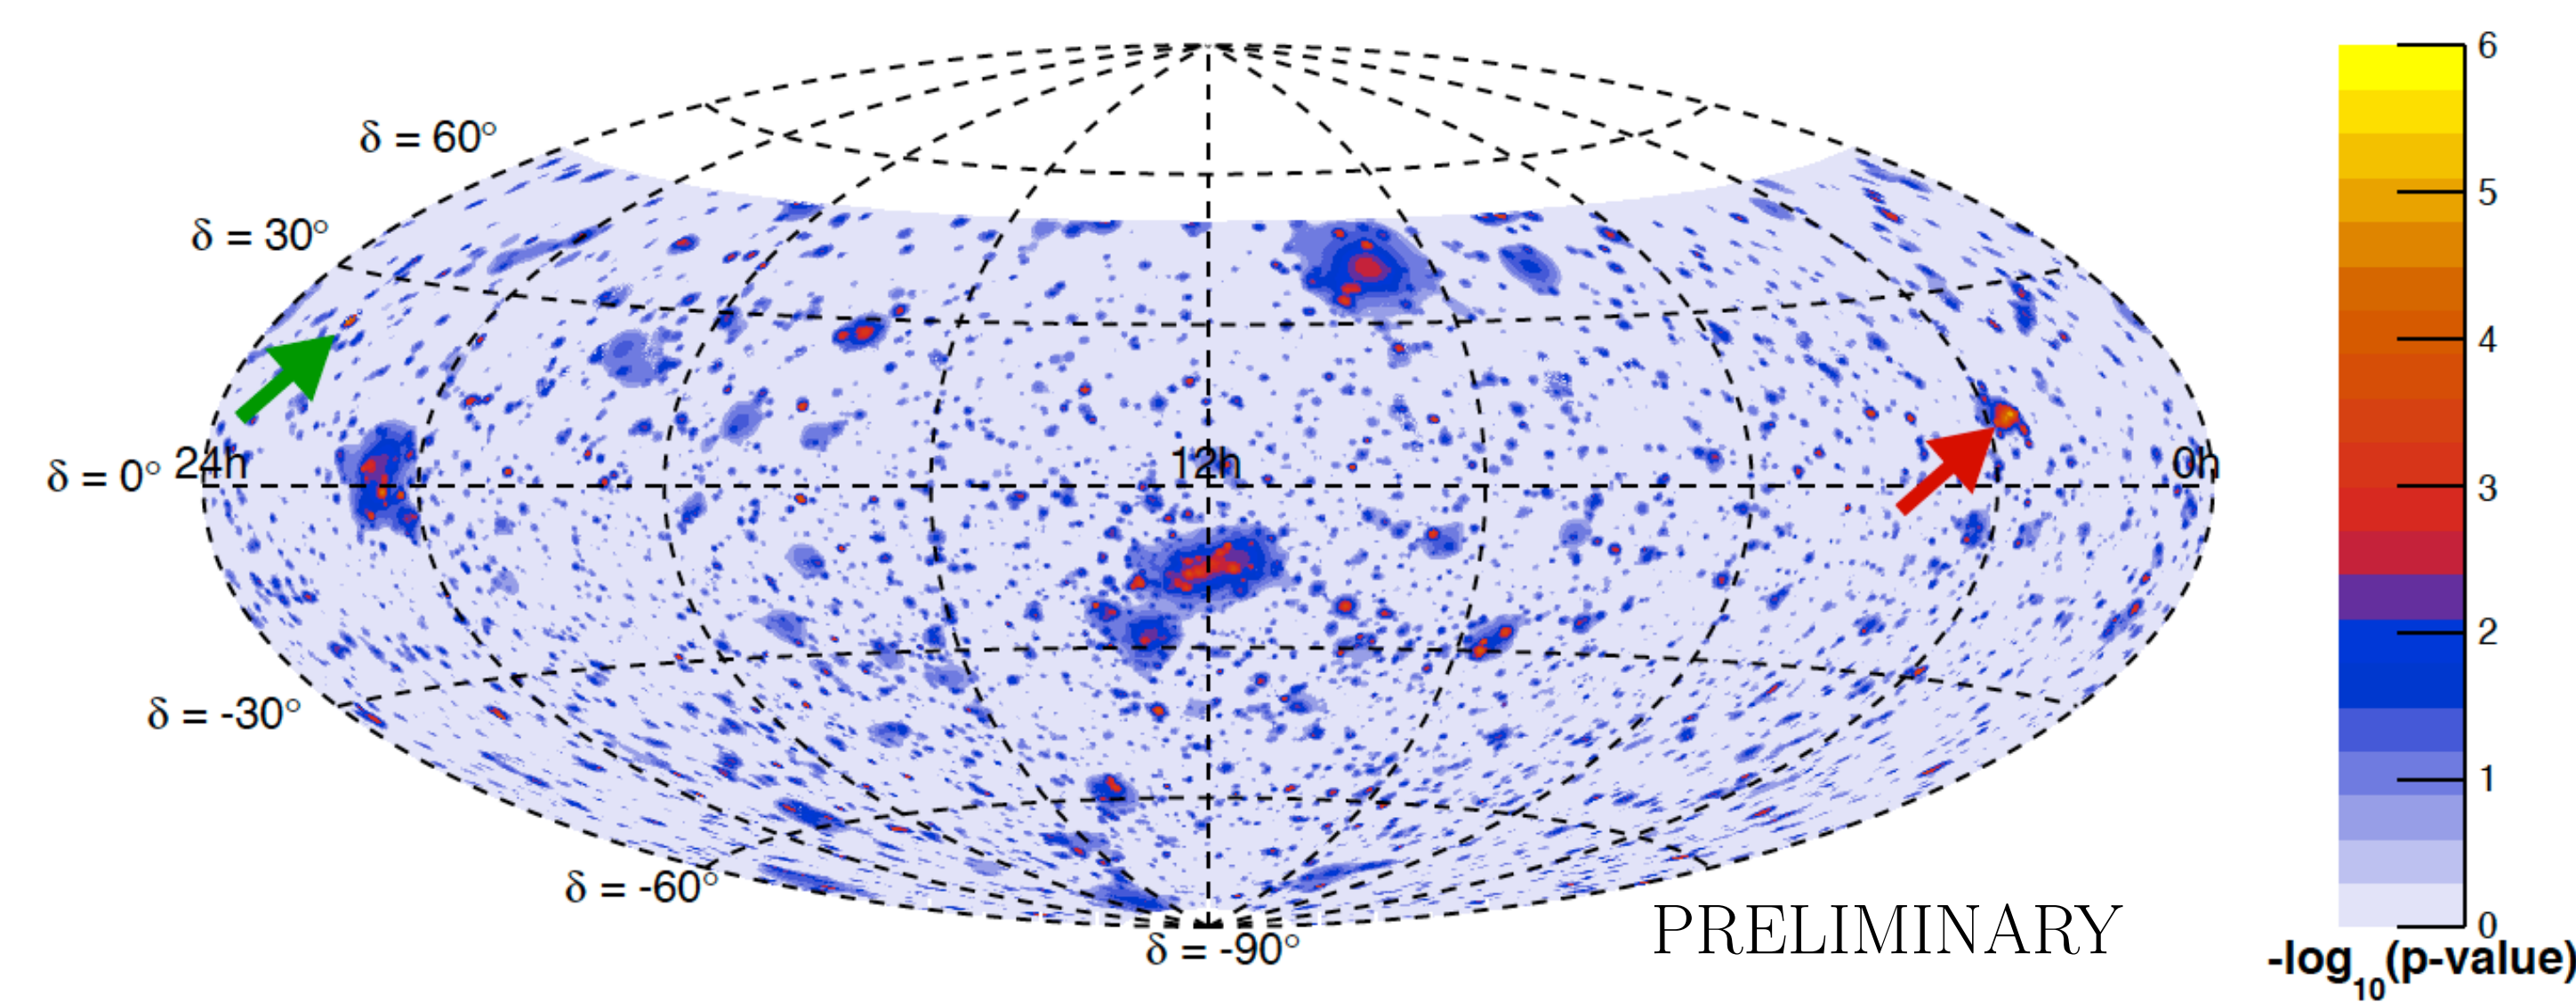 δ = 60°
δ = 30°
δ = 0°
24h
12h
0h
δ = -30°
δ = -60°
δ = -90°
PRELIMINARY
6
5
4
3
2
1
0
-log10(p-value)